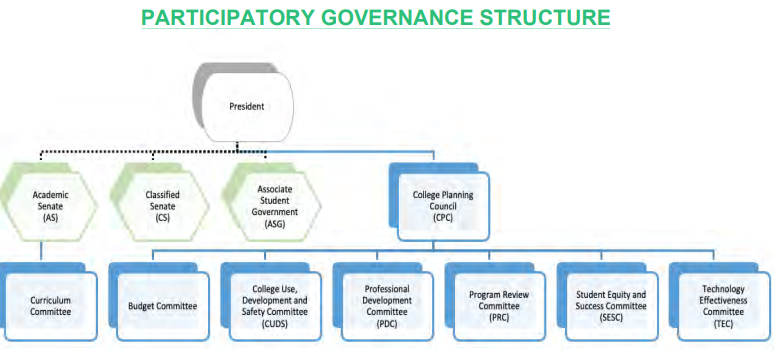 PARTICIPATORY GOVERNANCE STRUCTURE
President
Academic
Senate
(AS)
Classified
Senate
(CS)
Associate
Student
Government
(ASG)
College Planning
Council
(CPC)
Curriculum
Committee
Budget Committee
College Use,
Development and
Safety Committee
(CUDS)
Professional
Development
Committee
(PDC)
Program Review
Committee
(PRC)
Student Equity and
Success Committee
(SESC)
Technology
Effectiveness
Committee
(TEC)